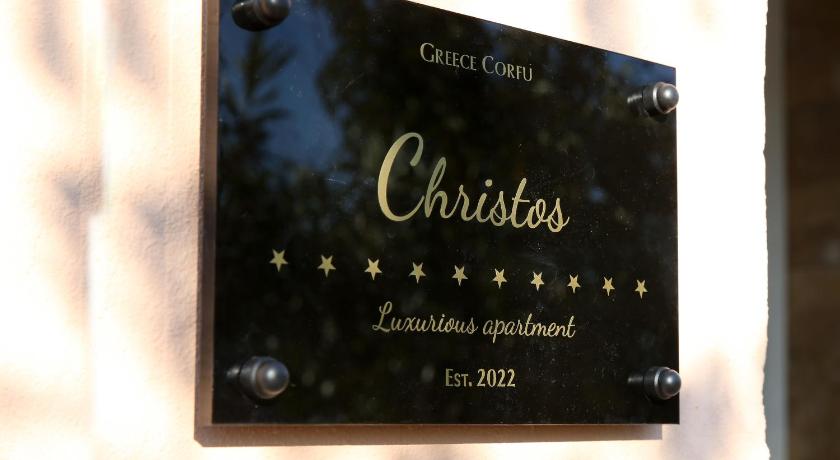 Greece Corfu
Christos
Luxurious apartment
Est. 2022